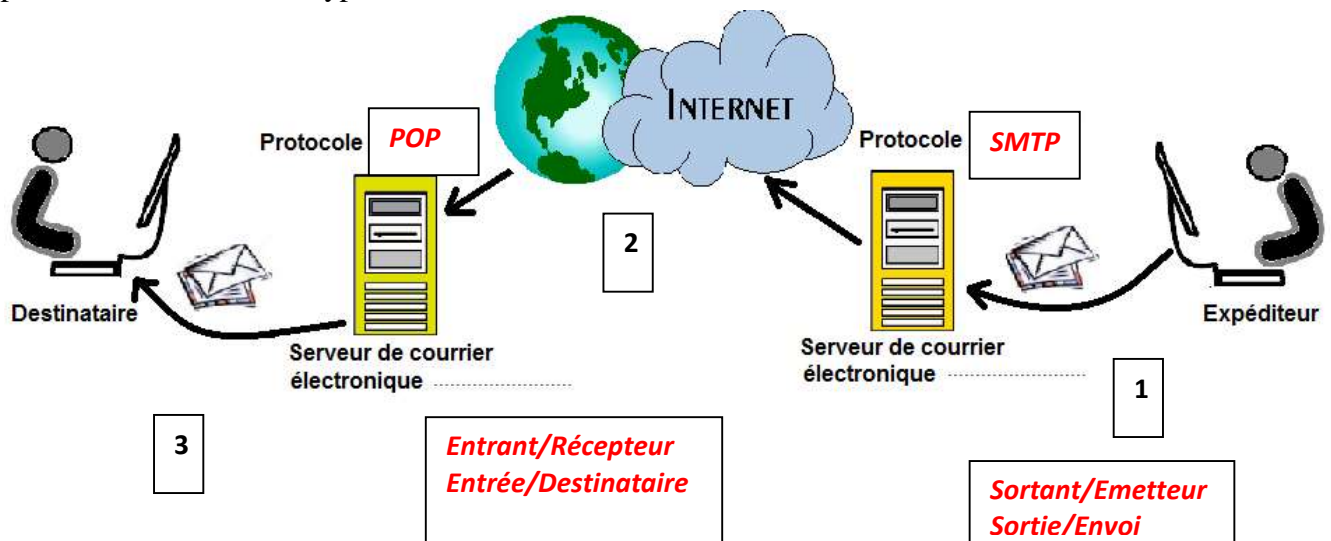 INTERNET
Protocole POP
Protocole SMTP
2
Destinataire
Expéditeur
Serveur de courrier
électronique
Serveur de courrier
électronique
1
3
Entrant/Récepteur
Entrée/Destinataire
Sortant/Emetteur
Sortie/Envoi